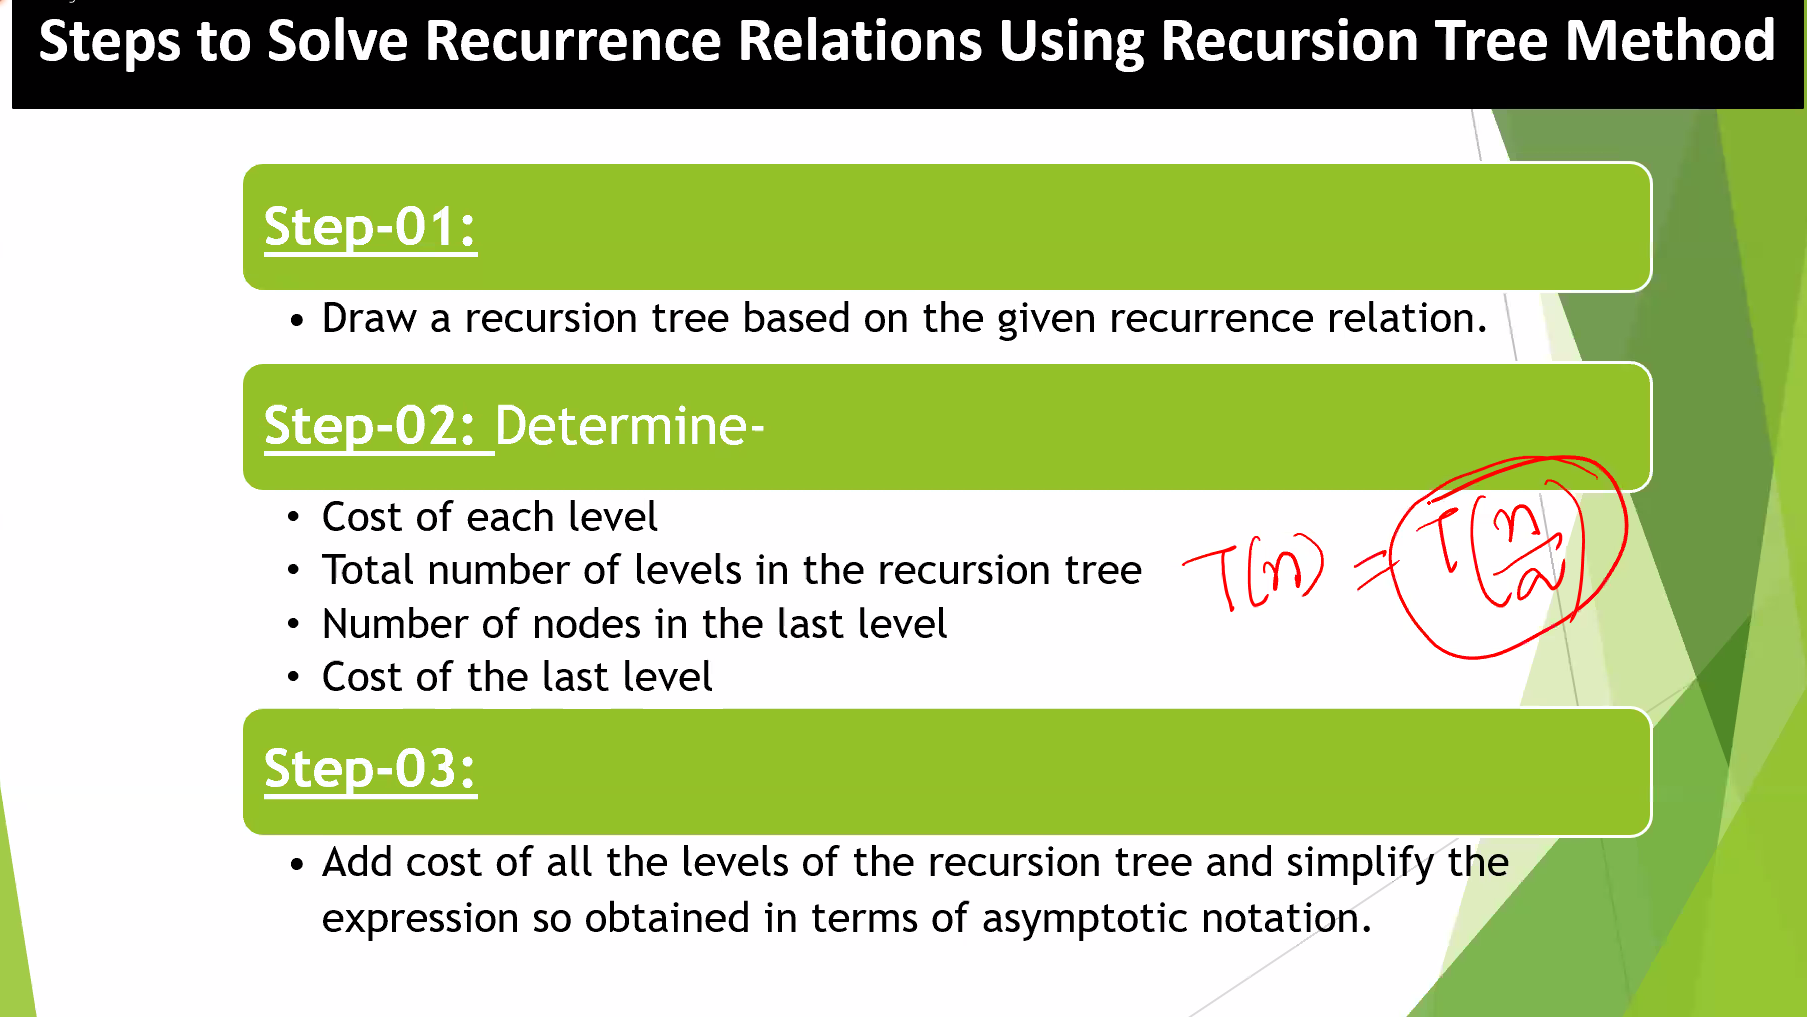 Steps to Solve Recurrence Relations Using Recursion Tree Method
Step-01:
• Draw a recursion tree based on the given recurrence relation.
Step-02: Determine-
• Cost of each level
• Total number of levels in the recursion tree
• Number of nodes in the last level
• Cost of the last level
T(n) = T(n/2)
Step-03:
• Add cost of all the levels of the recursion tree and simplify the
expression so obtained in terms of asymptotic notation.